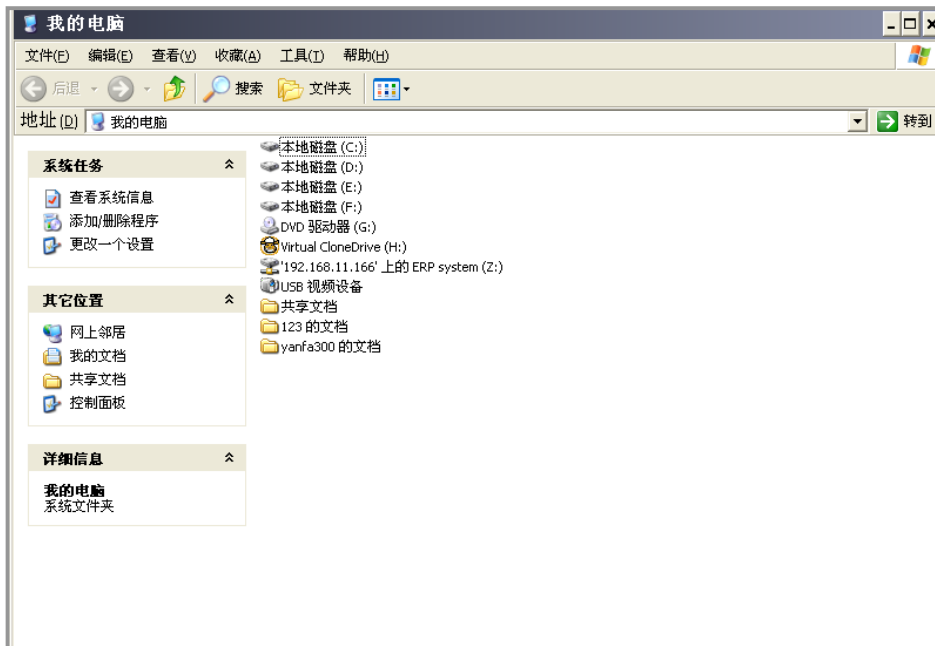 我的电脑
文件(F) 编辑(E) 查看(V) 收藏(A) 工具(T) 帮助(H)
后退 搜索 文件夹
地址(D) 我的电脑 转到
系统任务
查看系统信息
添加/删除程序
更改一个设置
其它位置
网上邻居
我的文档
共享文档
控制面板
详细信息
我的电脑
系统文件夹
本地磁盘 (C:)
本地磁盘 (D:)
本地磁盘 (E:)
本地磁盘 (F:)
DVD 驱动器 (G:)
Virtual CloneDrive (H:)
'192.168.11.166' 上的 ERP system (Z:)
USB 视频设备
共享文档
123 的文档
yanfa300 的文档